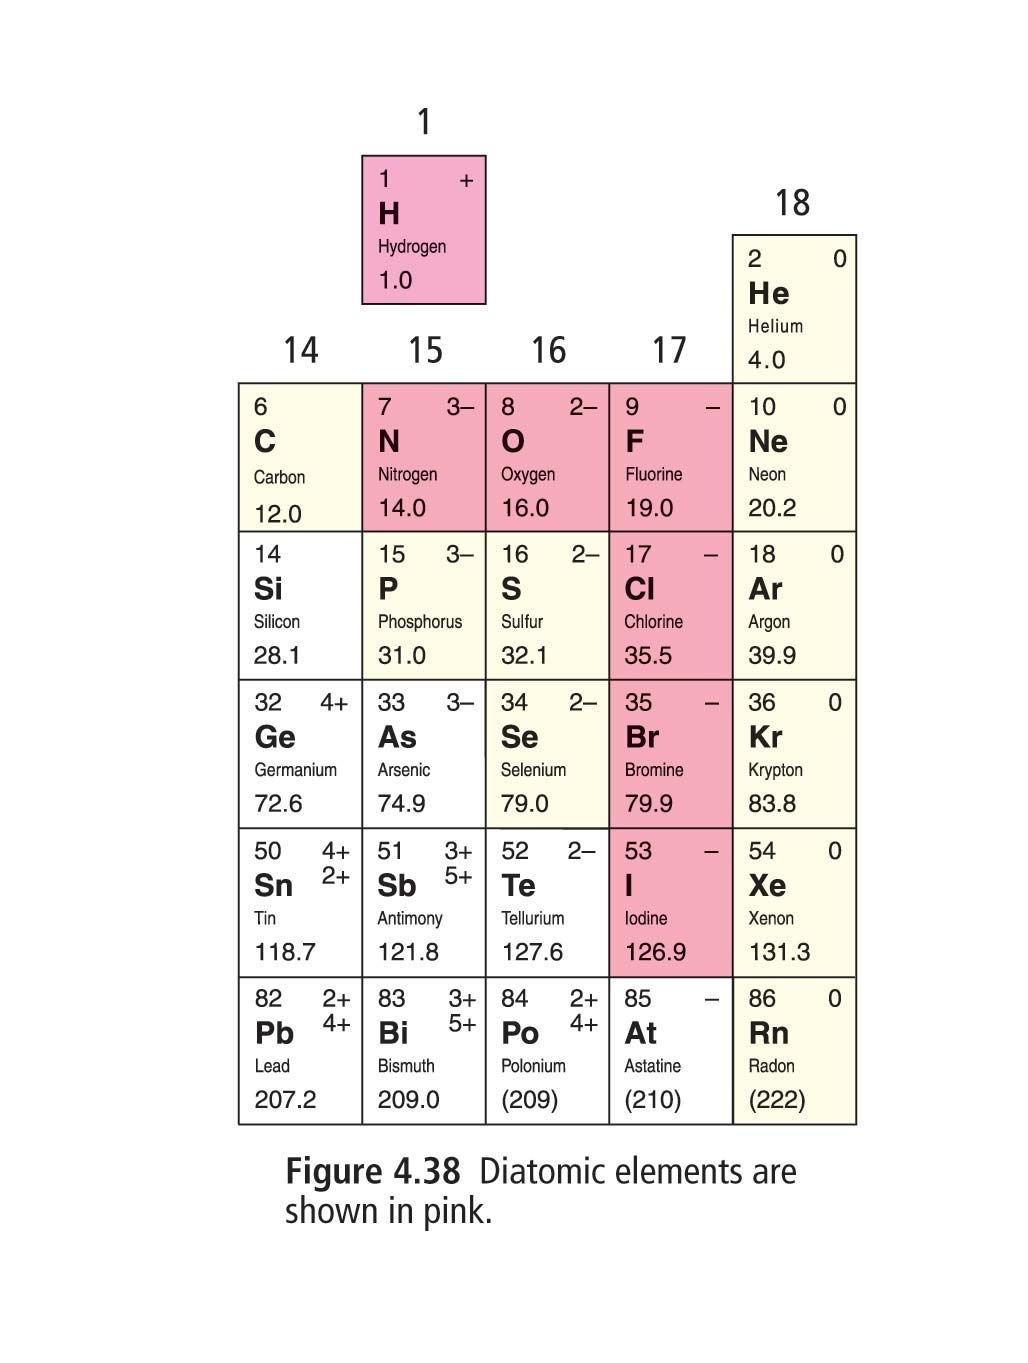 1
1 +
H
Hydrogen
1.0
18
2 0
He
Helium
4.0
14 15 16 17
6 7 3– 8 2– 9 – 10 0
C N O F Ne
Carbon Nitrogen Oxygen Fluorine Neon
12.0 14.0 16.0 19.0 20.2
14 15 3– 16 2– 17 – 18 0
Si P S Cl Ar
Silicon Phosphorus Sulfur Chlorine Argon
28.1 31.0 32.1 35.5 39.9
32 4+ 33 3– 34 2– 35 – 36 0
Ge As Se Br Kr
Germanium Arsenic Selenium Bromine Krypton
72.6 74.9 79.0 79.9 83.8
50 4+ 51 3+ 52 2– 53 – 54 0
Sn 2+ Sb 5+ Te I Xe
Tin Antimony Tellurium Iodine Xenon
118.7 121.8 127.6 126.9 131.3
82 2+ 83 3+ 84 2+ 85 – 86 0
Pb 4+ Bi 5+ Po 4+ At Rn
Lead Bismuth Polonium Astatine Radon
207.2 209.0 (209) (210) (222)
Figure 4.38 Diatomic elements are
shown in pink.